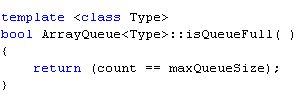 template <class Type>
bool ArrayQueue<Type>::isQueueFull( )
{
    return (count == maxQueueSize);
}